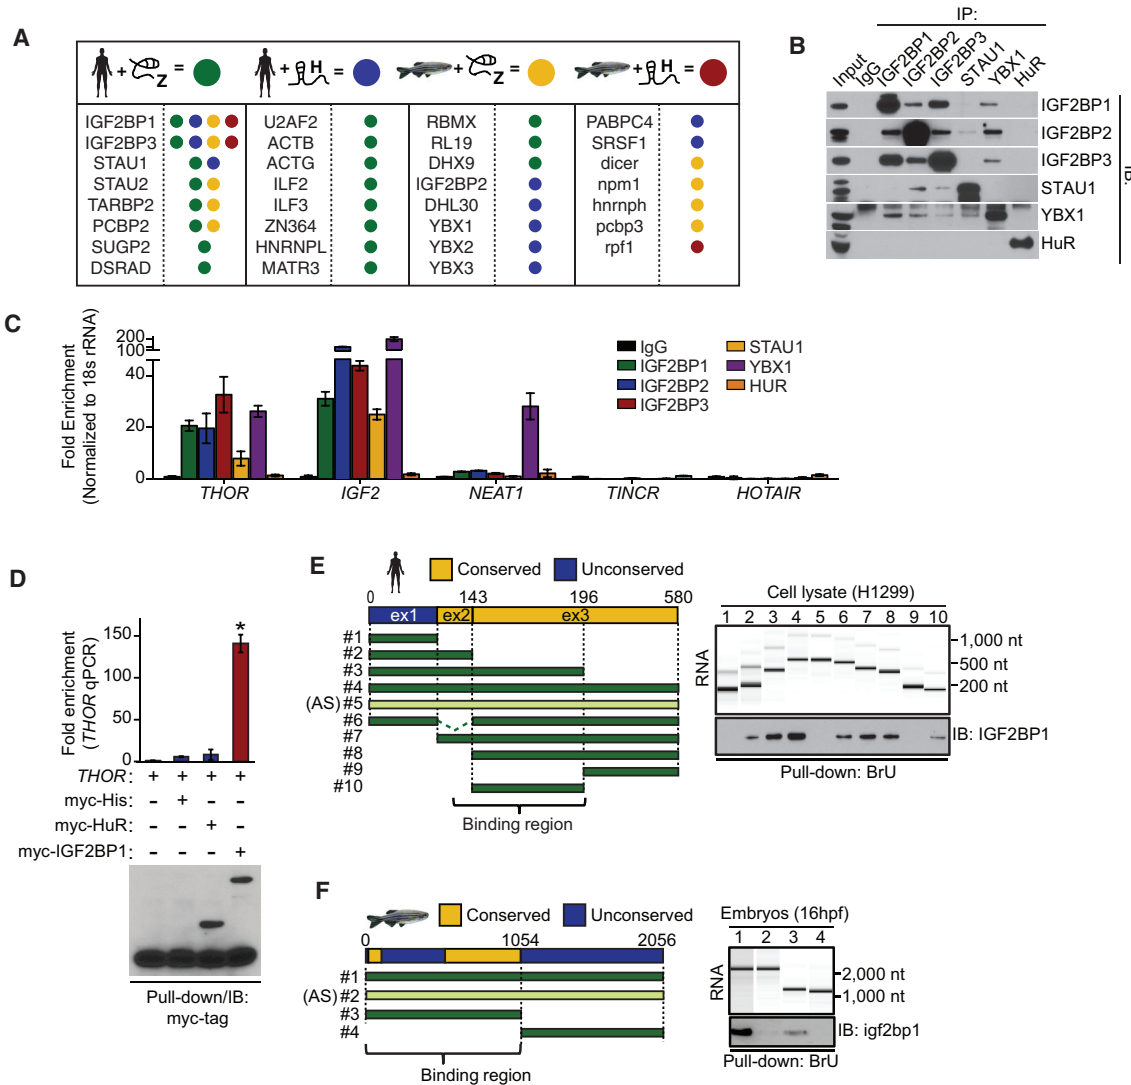 A
+ Z =
+ H =
+ Z =
+ H =
IGF2BP1
IGF2BP3
STAU1
STAU2
TARBP2
PCBP2
SUGP2
DSRAD
U2AF2
ACTB
ACTG
ILF2
ILF3
ZN364
HNRNPL
MATR3
RBMX
RL19
DHX9
IGF2BP2
DHL30
YBX1
YBX2
YBX3
PABPC4
SRSF1
dicer
npm1
hnrnph
pcbp3
rpf1
B
IP:
Input
IgG
IGF2BP1
IGF2BP2
IGF2BP3
STAU1
YBX1
HuR
IGF2BP1
IGF2BP2
IGF2BP3
STAU1
YBX1
HuR
IB:
C
Fold Enrichment
(Normalized to 18s rRNA)
200
100
40
20
0
THOR
IGF2
NEAT1
TINCR
HOTAIR
IgG
IGF2BP1
IGF2BP2
IGF2BP3
STAU1
YBX1
HUR
D
Fold enrichment
(THOR qPCR)
150
100
50
0
*
THOR: + + + +
myc-His: - + - -
myc-HuR: - - + -
myc-IGF2BP1: - - - +
Pull-down/IB:
myc-tag
E
Conserved
Unconserved
0 143 196 580
ex1 ex2 ex3
#1
#2
#3
#4
(AS) #5
#6
#7
#8
#9
#10
Binding region
Cell lysate (H1299)
1 2 3 4 5 6 7 8 9 10
RNA
1,000 nt
500 nt
200 nt
IB: IGF2BP1
Pull-down: BrU
F
Conserved
Unconserved
0 1054 2056
#1
(AS) #2
#3
#4
Binding region
Embryos (16hpf)
1 2 3 4
RNA
2,000 nt
1,000 nt
IB: igf2bp1
Pull-down: BrU